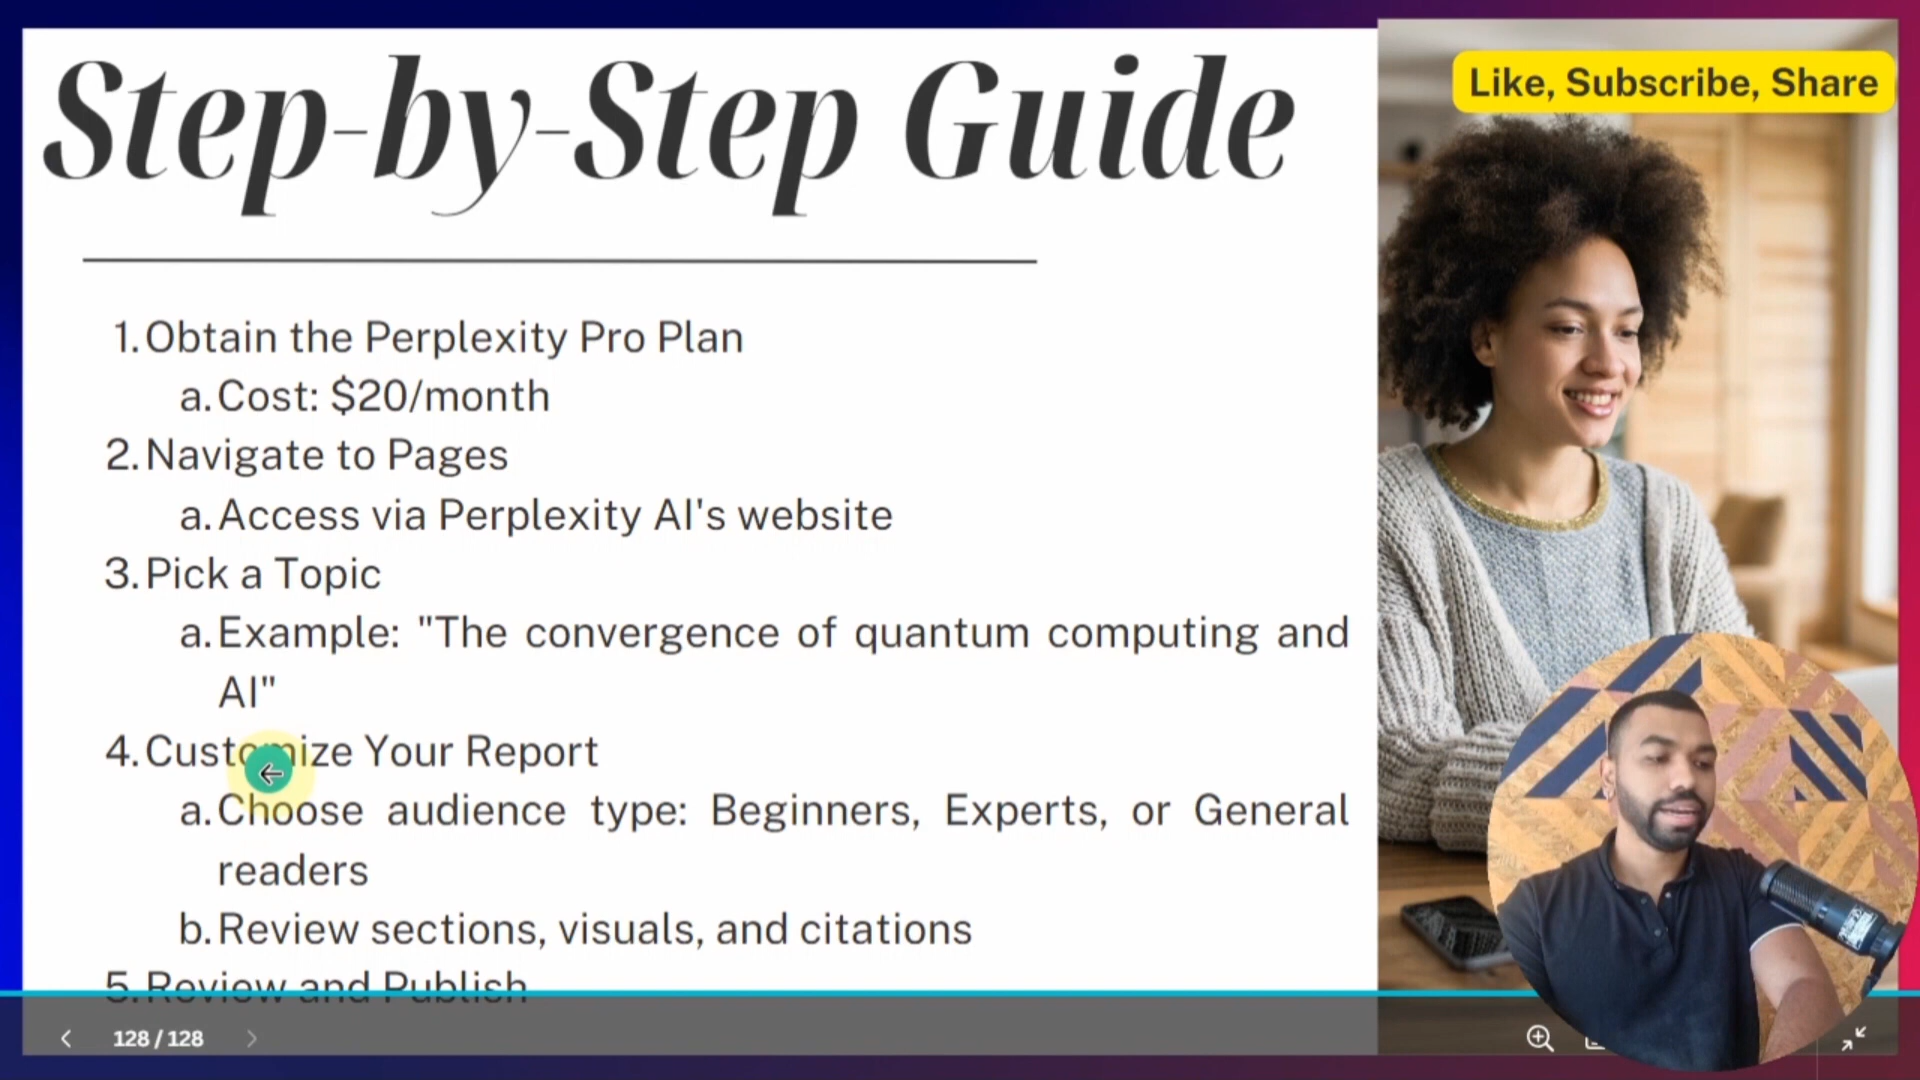 Step-by-Step Guide
Like, Subscribe, Share
1. Obtain the Perplexity Pro Plan
a. Cost: $20/month
2. Navigate to Pages
a. Access via Perplexity AI's website
3. Pick a Topic
a. Example: "The convergence of quantum computing and
AI"
4. Customize Your Report
a. Choose audience type: Beginners, Experts, or General
readers
b. Review sections, visuals, and citations
5. Review and Publish
128 / 128